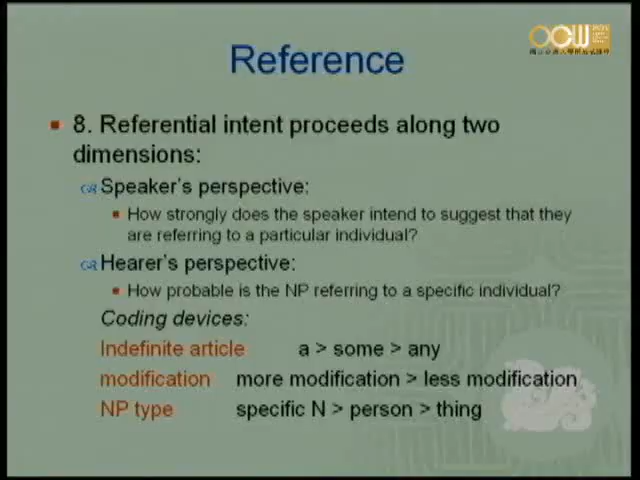 OCW
Reference
8. Referential intent proceeds along two
dimensions:
Speaker's perspective:
How strongly does the speaker intend to suggest that they
are referring to a particular individual?
Hearer's perspective:
How probable is the NP referring to a specific individual?
Coding devices:
Indefinite article a > some > any
modification more modification > less modification
NP type specific N > person > thing